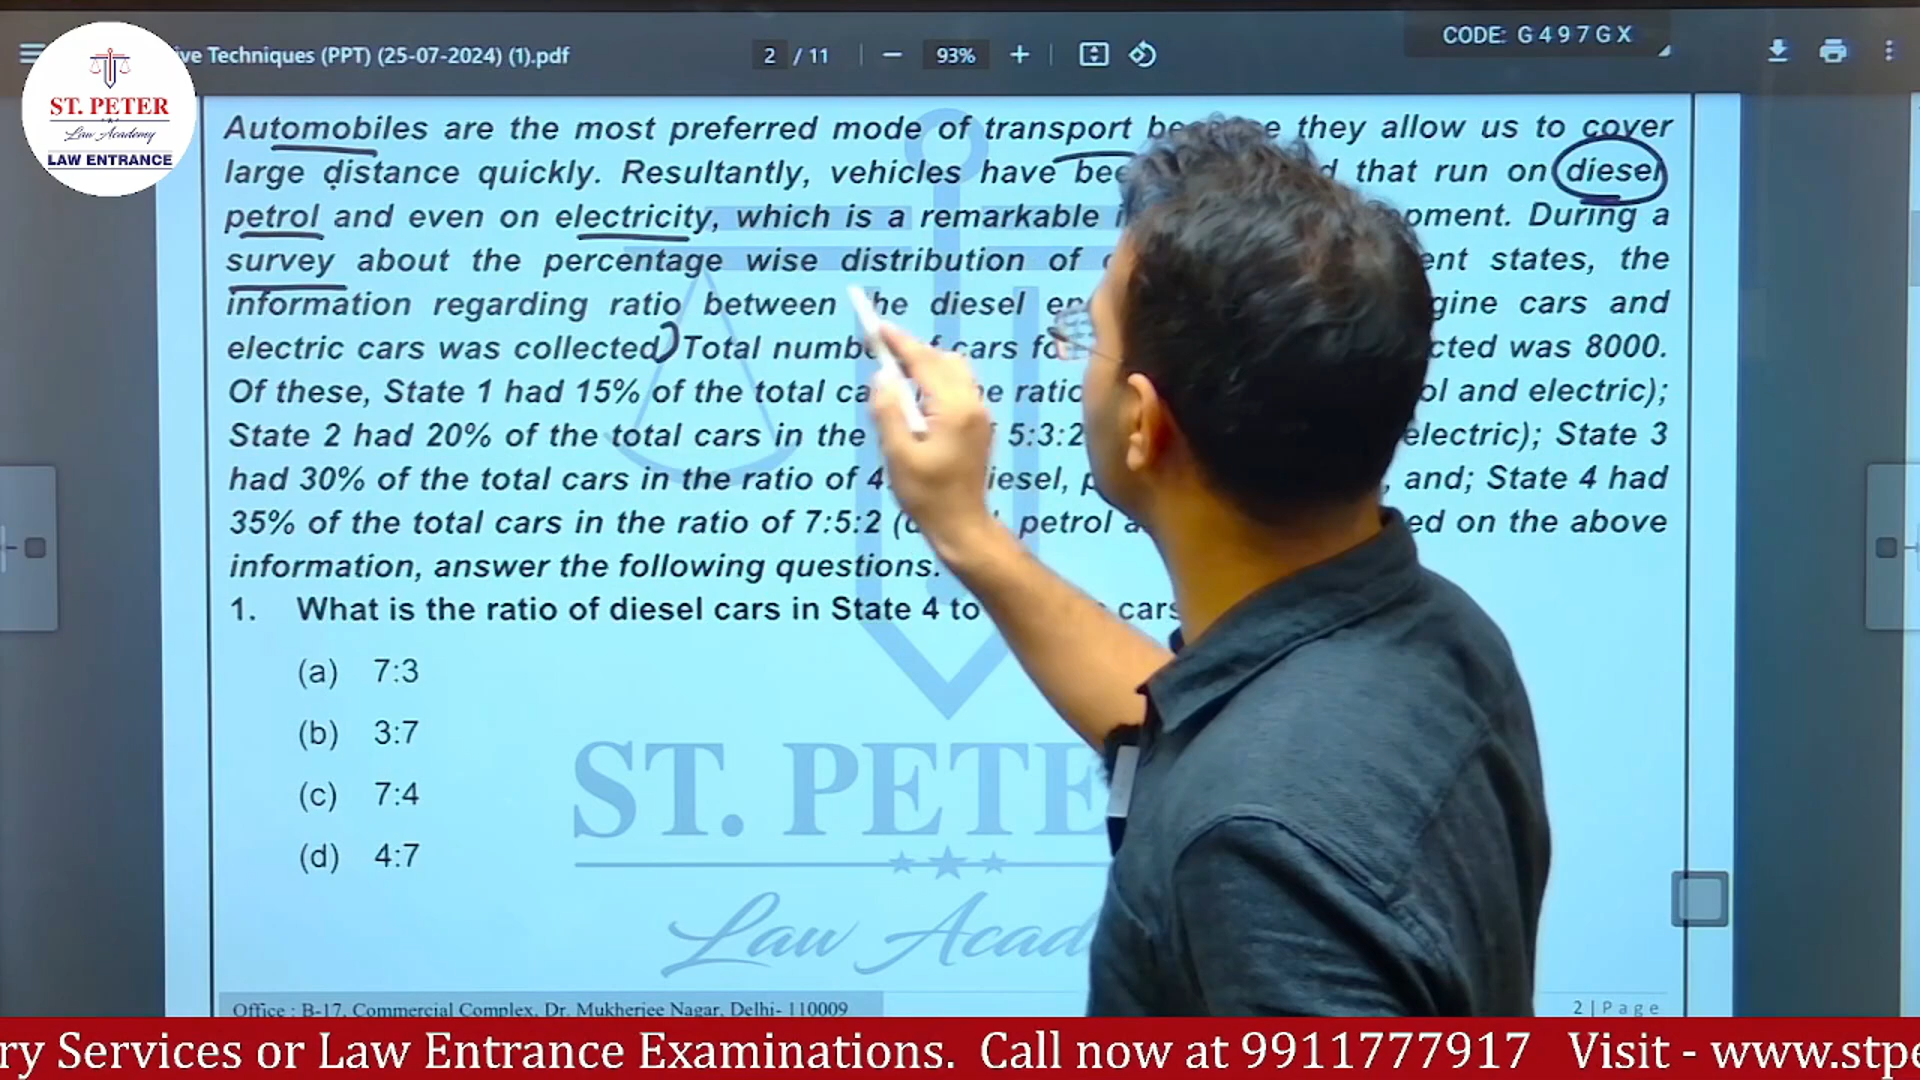 ive Techniques (PPT) (25-07-2024) (1).pdf
2 / 11
93%
CODE: G497GX
ST. PETER
Law Academy
LAW ENTRANCE
Automobiles are the most preferred mode of transport they allow us to cover
large distance quickly. Resultantly, vehicles have that run on diesel
petrol and even on electricity, which is a remarkable During a
survey about the percentage wise distribution of states, the
information regarding ratio between the diesel cars and
electric cars was collected Total cars was 8000.
Of these, State 1 had 15% of the total and electric);
State 2 had 20% of the total cars in the 5:3:2 electric); State 3
had 30% of the total cars in the ratio of and; State 4 had
35% of the total cars in the ratio of 7:5:2 petrol on the above
information, answer the following questions.
1. What is the ratio of diesel cars in State 4 to cars
(a) 7:3
(b) 3:7
(c) 7:4
(d) 4:7
ST. PETE
Law Acad
Office : B-17, Commercial Complex, Dr. Mukherjee Nagar, Delhi- 110009
2 | Page
ry Services or Law Entrance Examinations. Call now at 9911777917 Visit - www.stpe